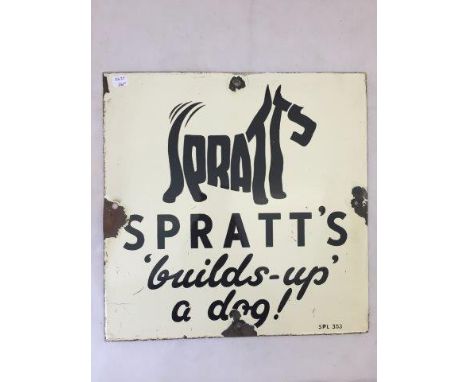 SPRATT'S
SPRATT'S
'builds-up'
a dog!
SPL 353